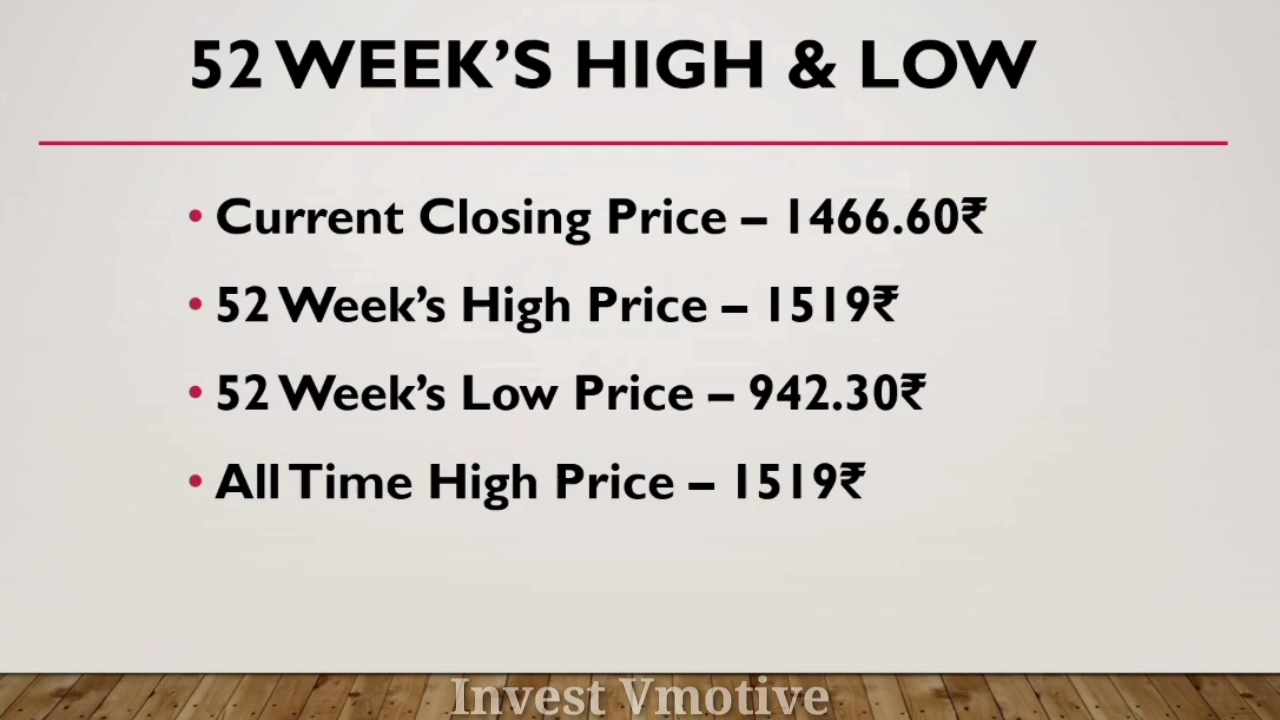 52 WEEK’S HIGH & LOW
• Current Closing Price – 1466.60₹
• 52 Week’s High Price – 1519₹
• 52 Week’s Low Price – 942.30₹
• All Time High Price – 1519₹
Invest Vmotive